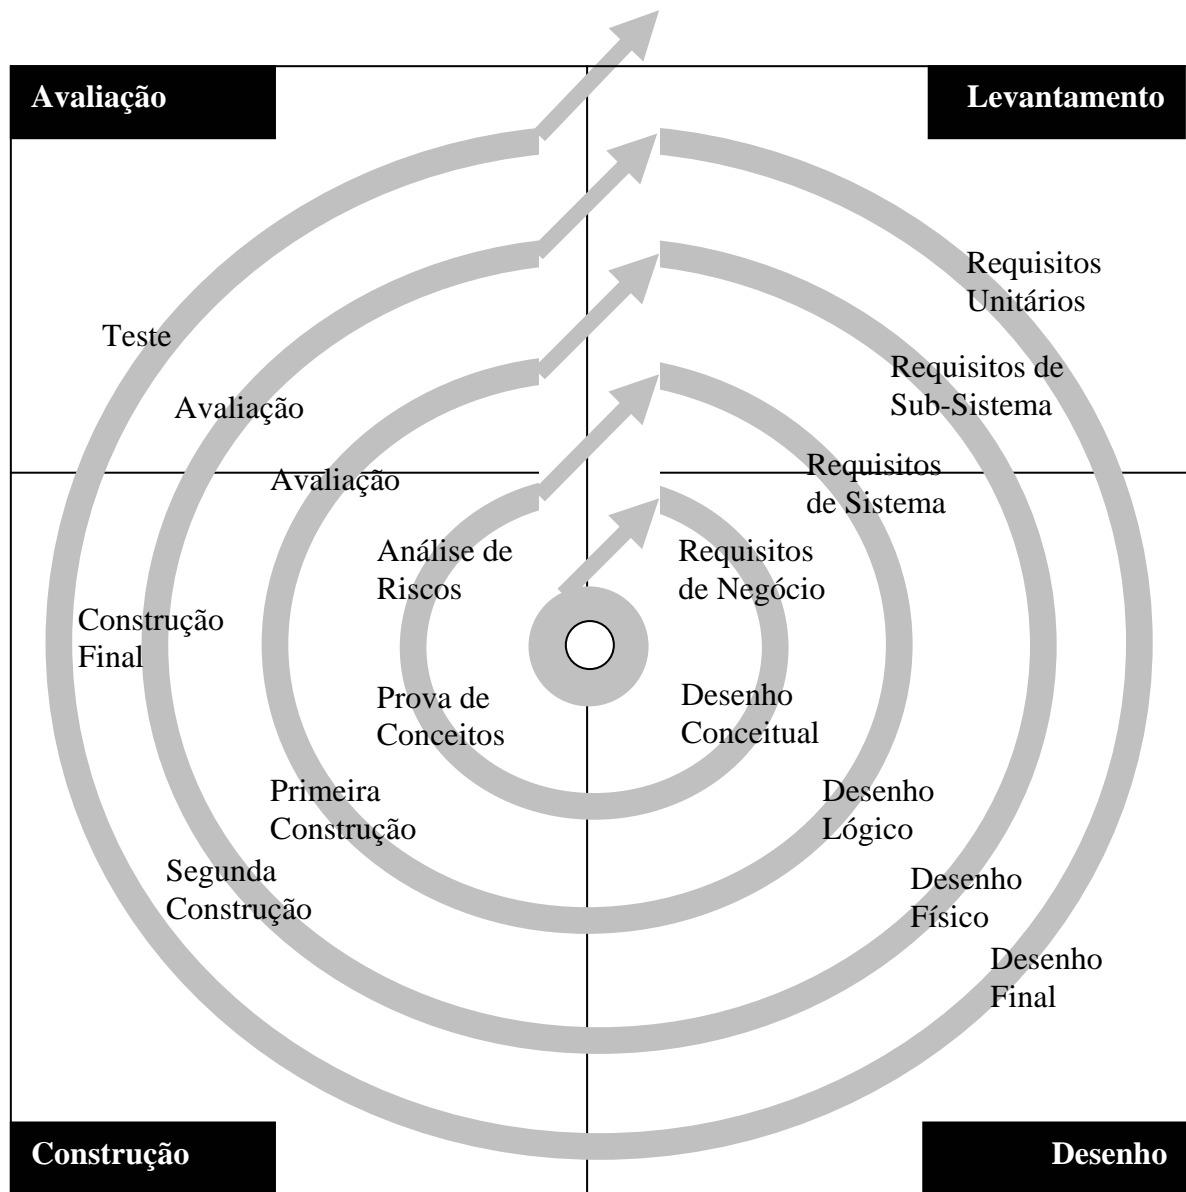 Avaliação
Levantamento
Requisitos
Unitários
Teste
Requisitos de
Sub-Sistema
Avaliação
Requisitos
de Sistema
Avaliação
Análise de
Riscos
Requisitos
de Negócio
Construção
Final
Prova de
Conceitos
Desenho
Conceitual
Primeira
Construção
Desenho
Lógico
Segunda
Construção
Desenho
Físico
Desenho
Final
Construção
Desenho